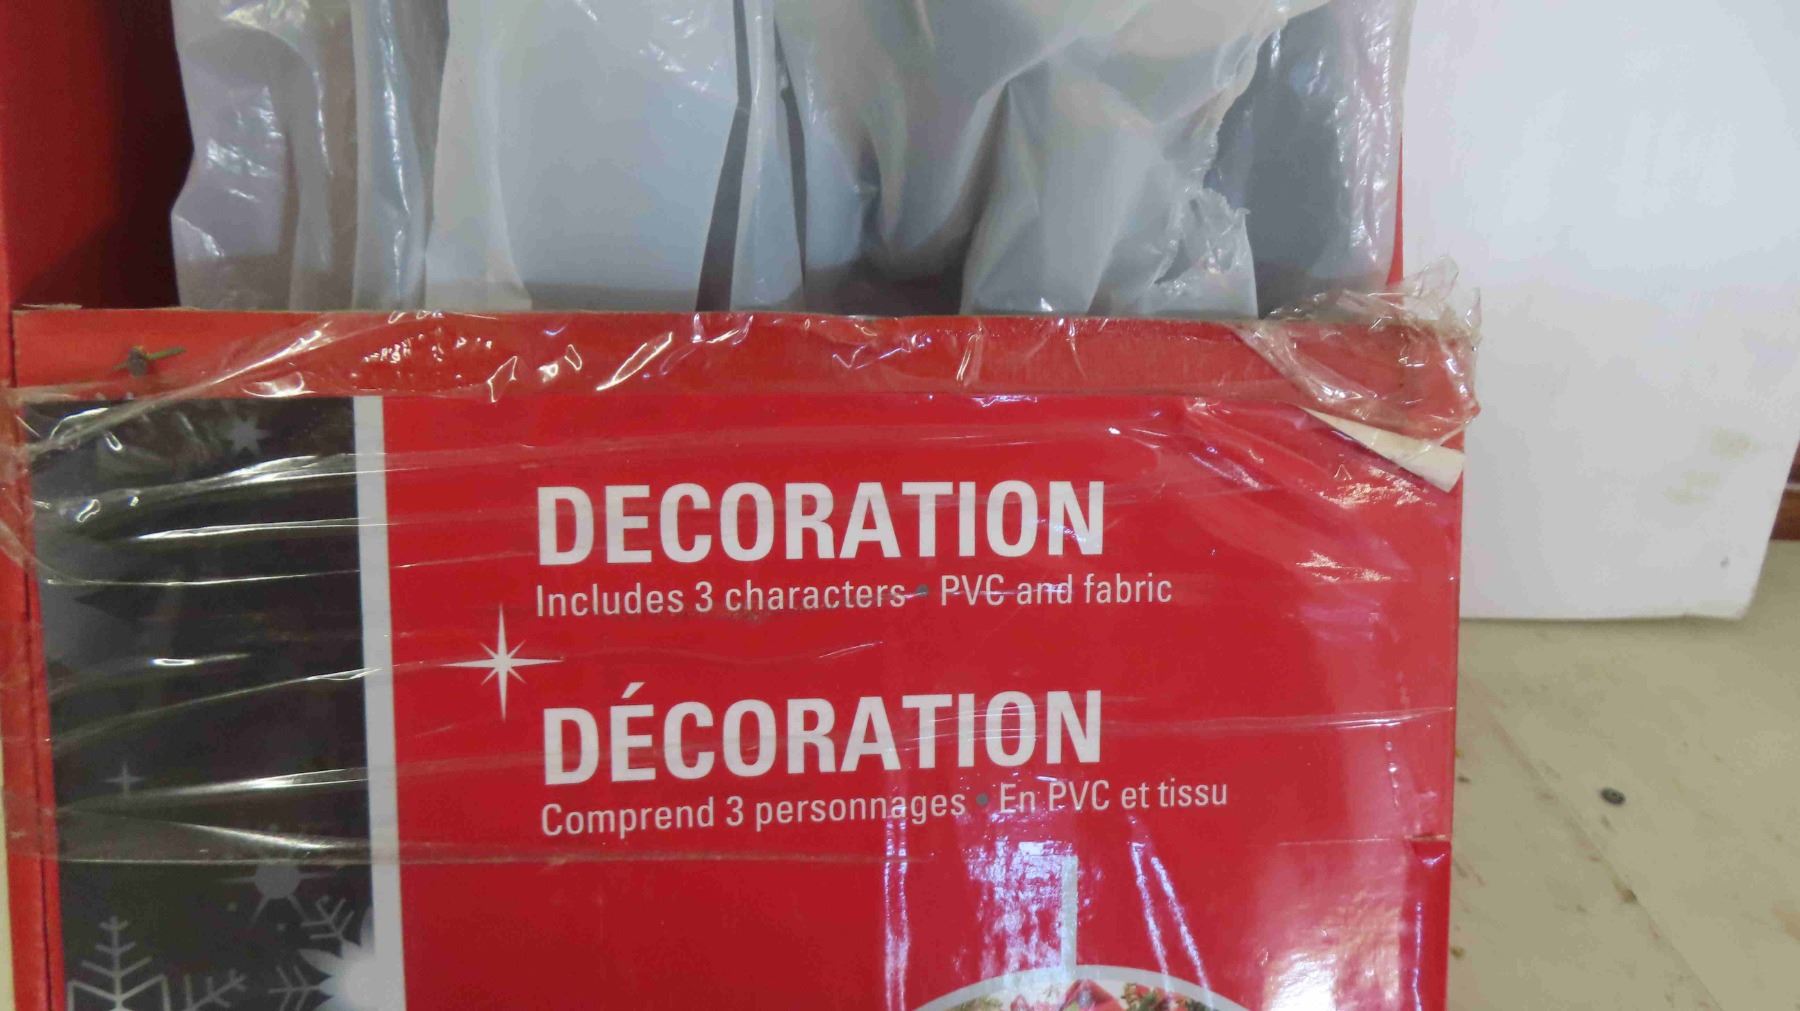 DECORATION
Includes 3 characters • PVC and fabric
DÉCORATION
Comprend 3 personnages • En PVC et tissu